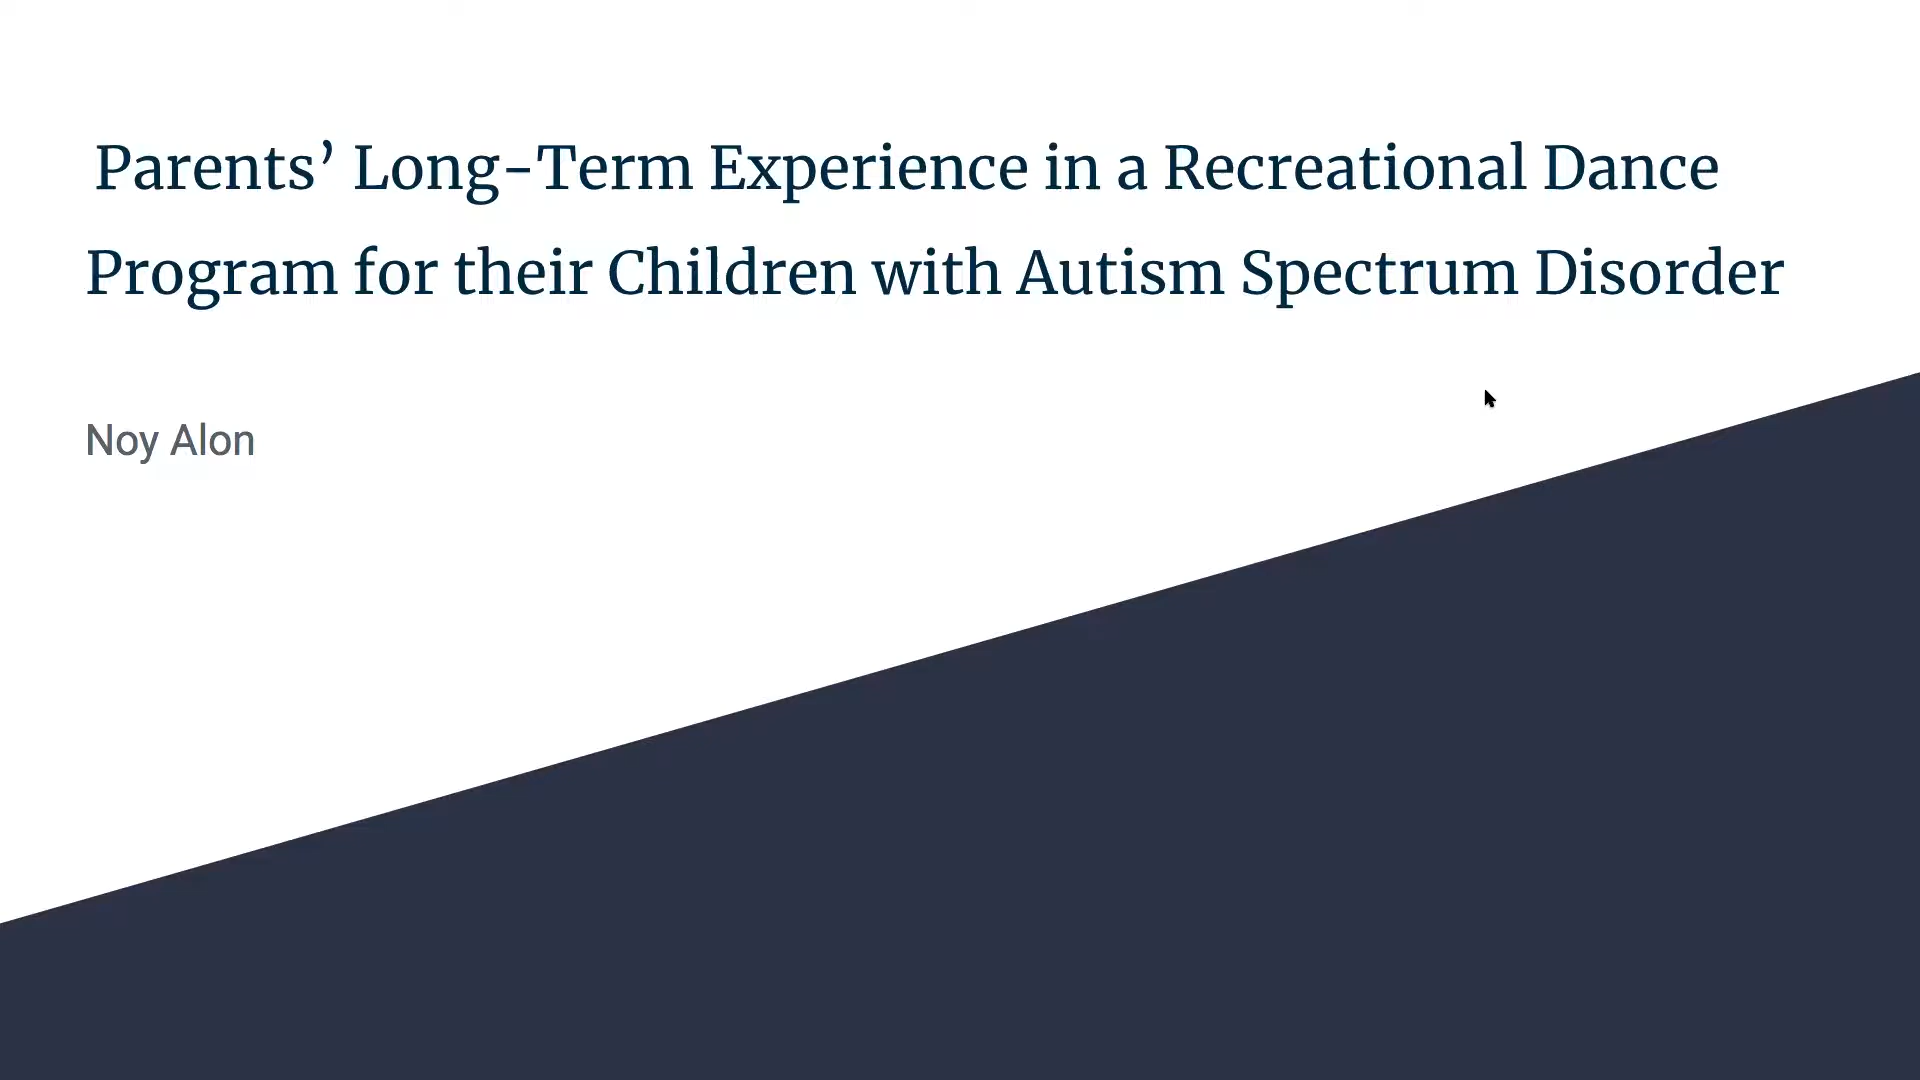 Parents’ Long-Term Experience in a Recreational Dance
Program for their Children with Autism Spectrum Disorder
Noy Alon